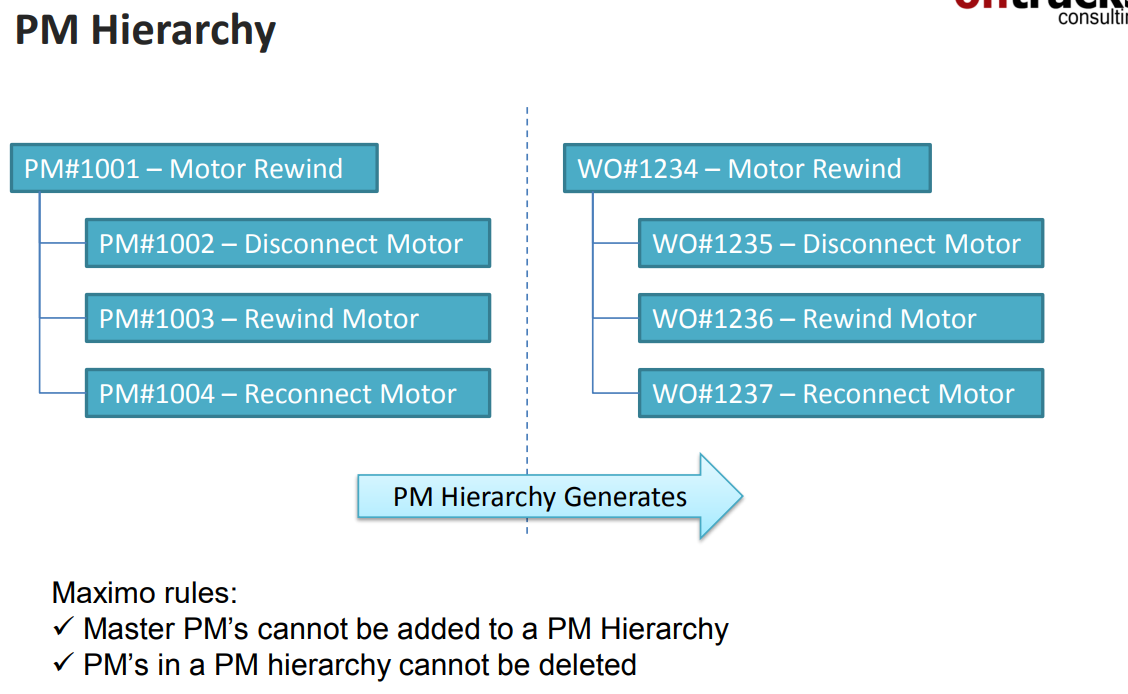 PM Hierarchy
consulti
PM#1001 – Motor Rewind
PM#1002 – Disconnect Motor
PM#1003 – Rewind Motor
PM#1004 – Reconnect Motor
WO#1234 – Motor Rewind
WO#1235 – Disconnect Motor
WO#1236 – Rewind Motor
WO#1237 – Reconnect Motor
PM Hierarchy Generates
Maximo rules:
✓ Master PM's cannot be added to a PM Hierarchy
✓ PM's in a PM hierarchy cannot be deleted